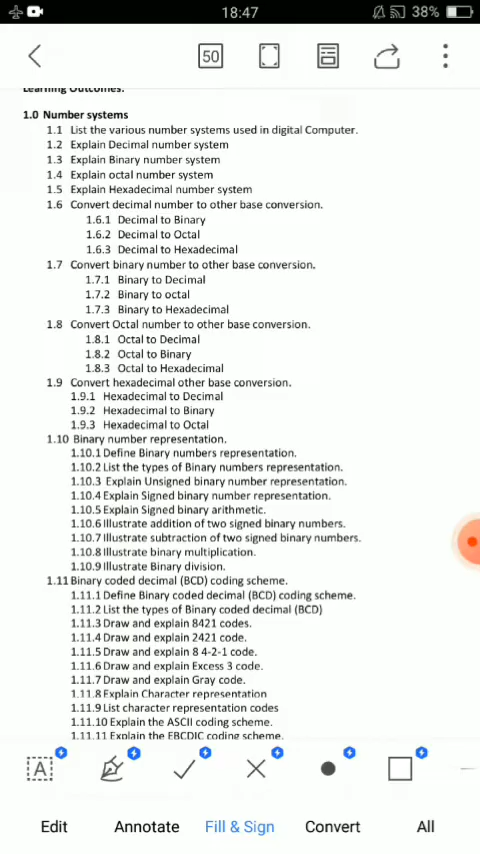 18:47
38%
50
Learning Outcomes:
1.0 Number systems
1.1 List the various number systems used in digital Computer.
1.2 Explain Decimal number system
1.3 Explain Binary number system
1.4 Explain octal number system
1.5 Explain Hexadecimal number system
1.6 Convert decimal number to other base conversion.
1.6.1 Decimal to Binary
1.6.2 Decimal to Octal
1.6.3 Decimal to Hexadecimal
1.7 Convert binary number to other base conversion.
1.7.1 Binary to Decimal
1.7.2 Binary to octal
1.7.3 Binary to Hexadecimal
1.8 Convert Octal number to other base conversion.
1.8.1 Octal to Decimal
1.8.2 Octal to Binary
1.8.3 Octal to Hexadecimal
1.9 Convert hexadecimal other base conversion.
1.9.1 Hexadecimal to Decimal
1.9.2 Hexadecimal to Binary
1.9.3 Hexadecimal to Octal
1.10 Binary number representation.
1.10.1 Define Binary numbers representation.
1.10.2 List the types of Binary numbers representation.
1.10.3 Explain Unsigned binary number representation.
1.10.4 Explain Signed binary number representation.
1.10.5 Explain Signed binary arithmetic.
1.10.6 Illustrate addition of two signed binary numbers.
1.10.7 Illustrate subtraction of two signed binary numbers.
1.10.8 Illustrate binary multiplication.
1.10.9 Illustrate Binary division.
1.11 Binary coded decimal (BCD) coding scheme.
1.11.1 Define Binary coded decimal (BCD) coding scheme.
1.11.2 List the types of Binary coded decimal (BCD)
1.11.3 Draw and explain 8421 codes.
1.11.4 Draw and explain 2421 code.
1.11.5 Draw and explain 8 4-2-1 code.
1.11.6 Draw and explain Excess 3 code.
1.11.7 Draw and explain Gray code.
1.11.8 Explain Character representation
1.11.9 List character representation codes
1.11.10 Explain the ASCII coding scheme.
1.11.11 Explain the EBCDIC coding scheme.
A
Edit Annotate Fill & Sign Convert All